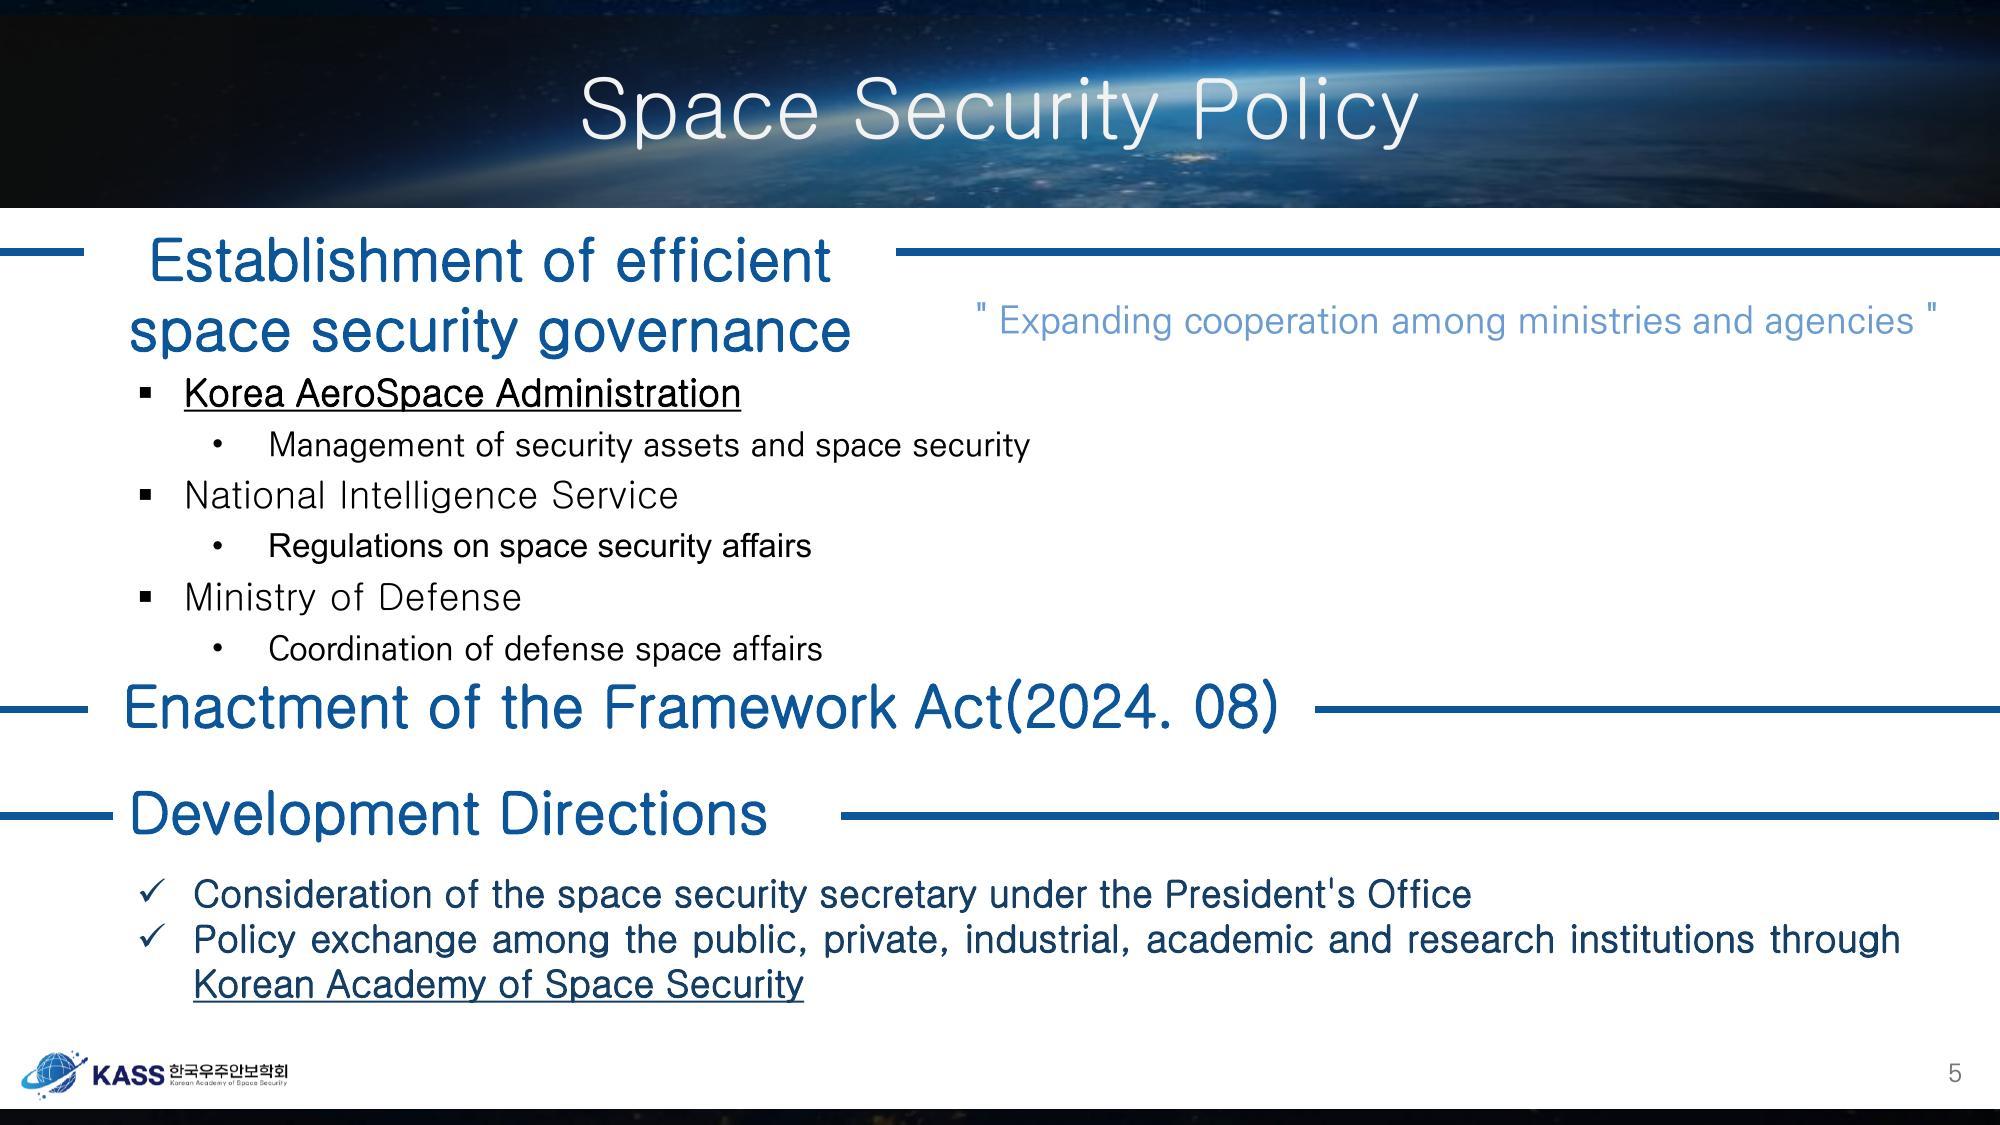 Space Security Policy
Establishment of efficient
space security governance
" Expanding cooperation among ministries and agencies "
▪ Korea AeroSpace Administration
• Management of security assets and space security
▪ National Intelligence Service
• Regulations on space security affairs
▪ Ministry of Defense
• Coordination of defense space affairs
Enactment of the Framework Act(2024. 08)
Development Directions
✓ Consideration of the space security secretary under the President's Office
✓ Policy exchange among the public, private, industrial, academic and research institutions through
Korean Academy of Space Security
KASS 한국우주안보학회
Korean Academy of Space Security
5